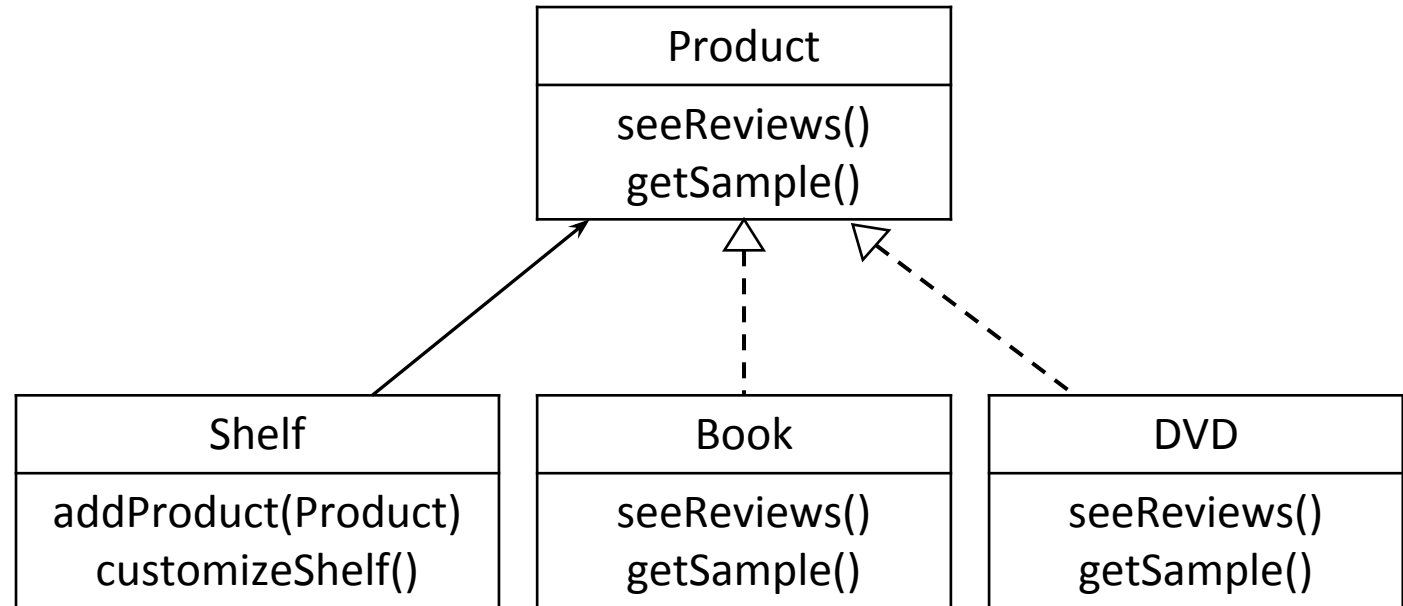 Product
seeReviews()
getSample()
Shelf
addProduct(Product)
customizeShelf()
Book
seeReviews()
getSample()
DVD
seeReviews()
getSample()